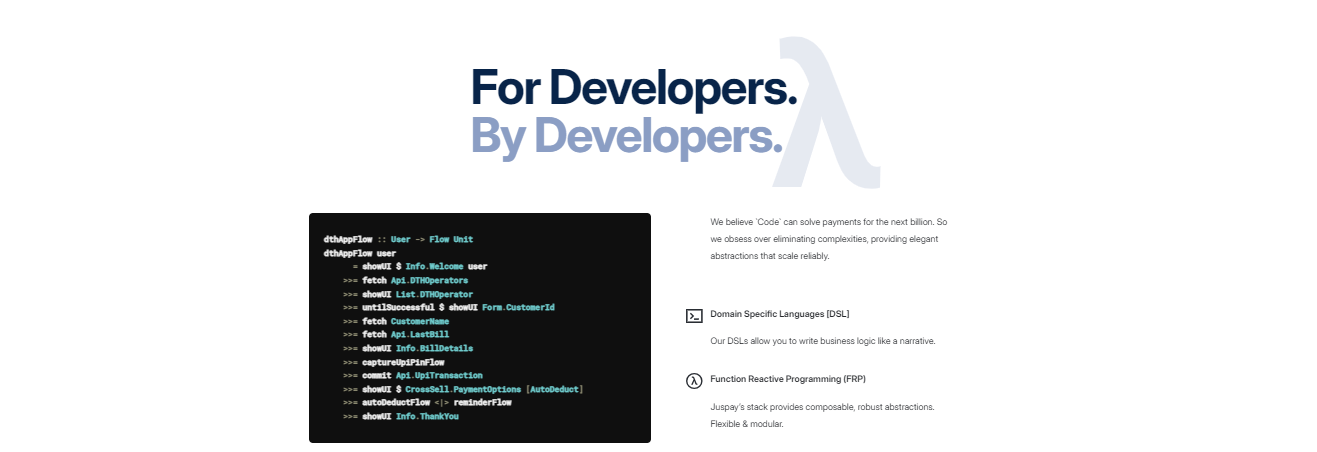 For Developers.
By Developers.
λ
dthAppFlow :: User -> Flow Unit
dthAppFlow user
= showUI $ Info.Welcome user
>>= fetch Api.DTHOperators
>>= showUI List.DTHOperator
>>= untilSuccessful $ showUI Form.CustomerId
>>= fetch CustomerName
>>= fetch Api.LastBill
>>= showUI Info.BillDetails
>>= captureUpiPinFlow
>>= commit Api.UpiTransaction
>>= showUI $ CrossSell.PaymentOptions [AutoDeduct]
>>= autoDeductFlow <|> reminderFlow
>>= showUI Info.ThankYou
We believe `Code` can solve payments for the next billion. So
we obsess over eliminating complexities, providing elegant
abstractions that scale reliably.
Domain Specific Languages [DSL]
Our DSLs allow you to write business logic like a narrative.
λ Function Reactive Programming (FRP)
Juspay's stack provides composable, robust abstractions.
Flexible & modular.